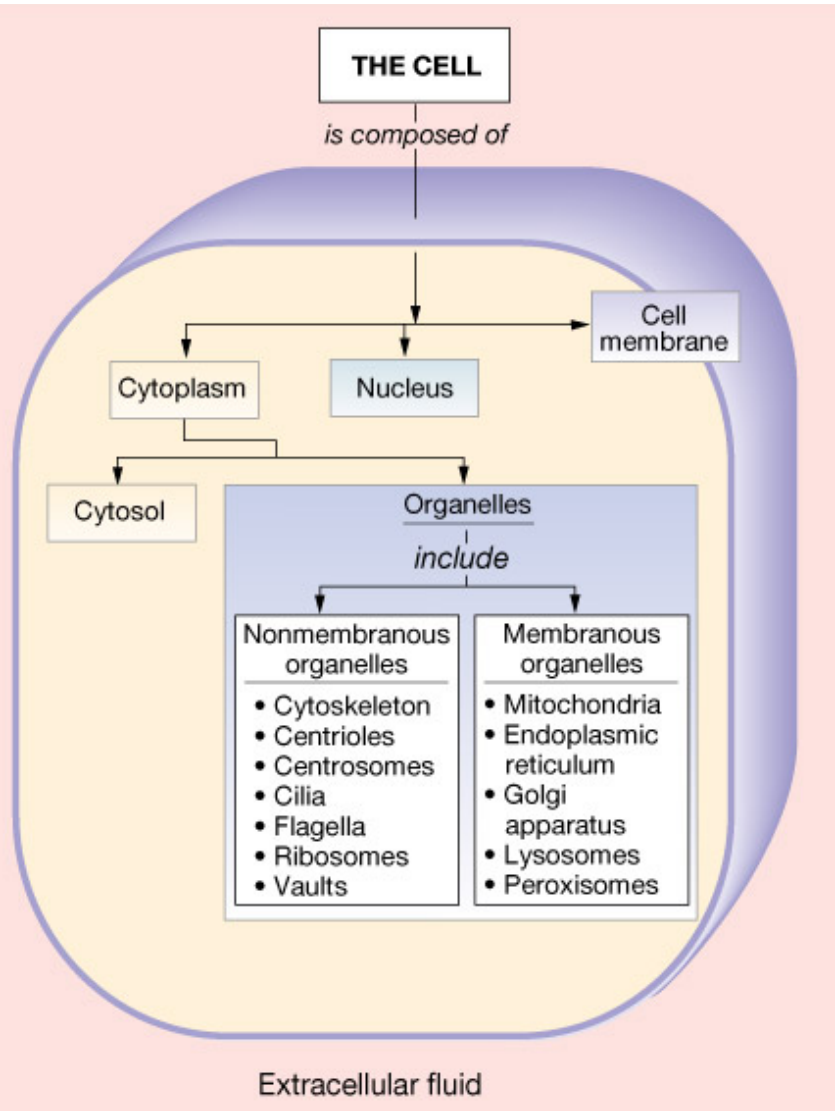 THE CELL
is composed of
Cell
membrane
Cytoplasm
Nucleus
Cytosol
Organelles
include
Nonmembranous
organelles
• Cytoskeleton
• Centrioles
• Centrosomes
• Cilia
• Flagella
• Ribosomes
• Vaults
Membranous
organelles
• Mitochondria
• Endoplasmic
reticulum
• Golgi
apparatus
• Lysosomes
• Peroxisomes
Extracellular fluid